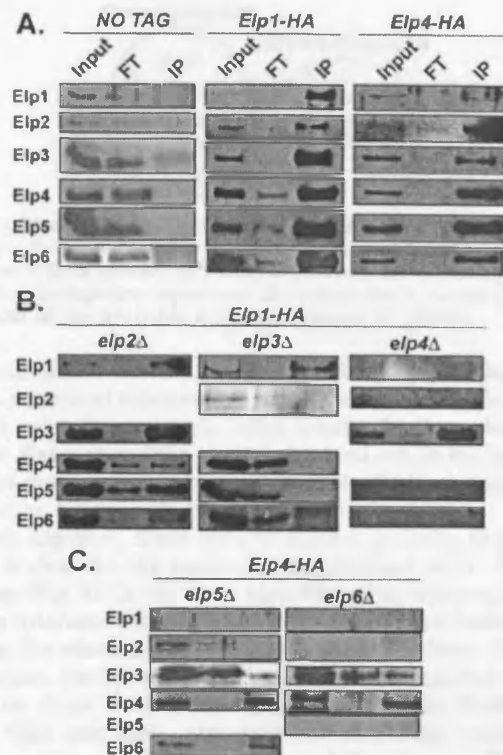 A.
NO TAG Elp1-HA Elp4-HA
Input FT IP Input FT IP Input FT IP
Elp1
Elp2
Elp3
Elp4
Elp5
Elp6
B.
Elp1-HA
elp2Δ elp3Δ elp4Δ
Elp1
Elp2
Elp3
Elp4
Elp5
Elp6
C.
Elp4-HA
elp5Δ elp6Δ
Elp1
Elp2
Elp3
Elp4
Elp5
Elp6